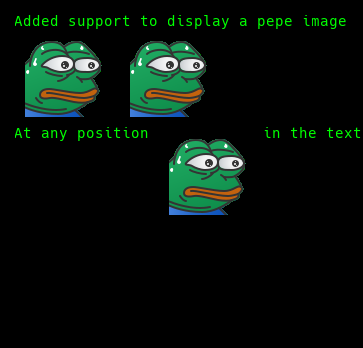 Added support to display a pepe image
At any position in the text